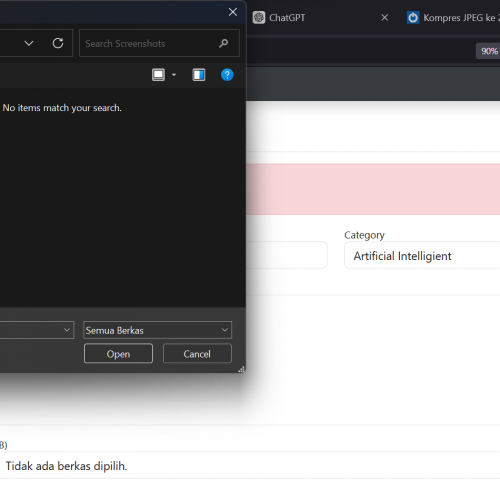 ChatGPT
Kompres JPEG ke
Search Screenshots
90%
No items match your search.
Category
Artificial Intelligient
Semua Berkas
Open
Cancel
B)
Tidak ada berkas dipilih.